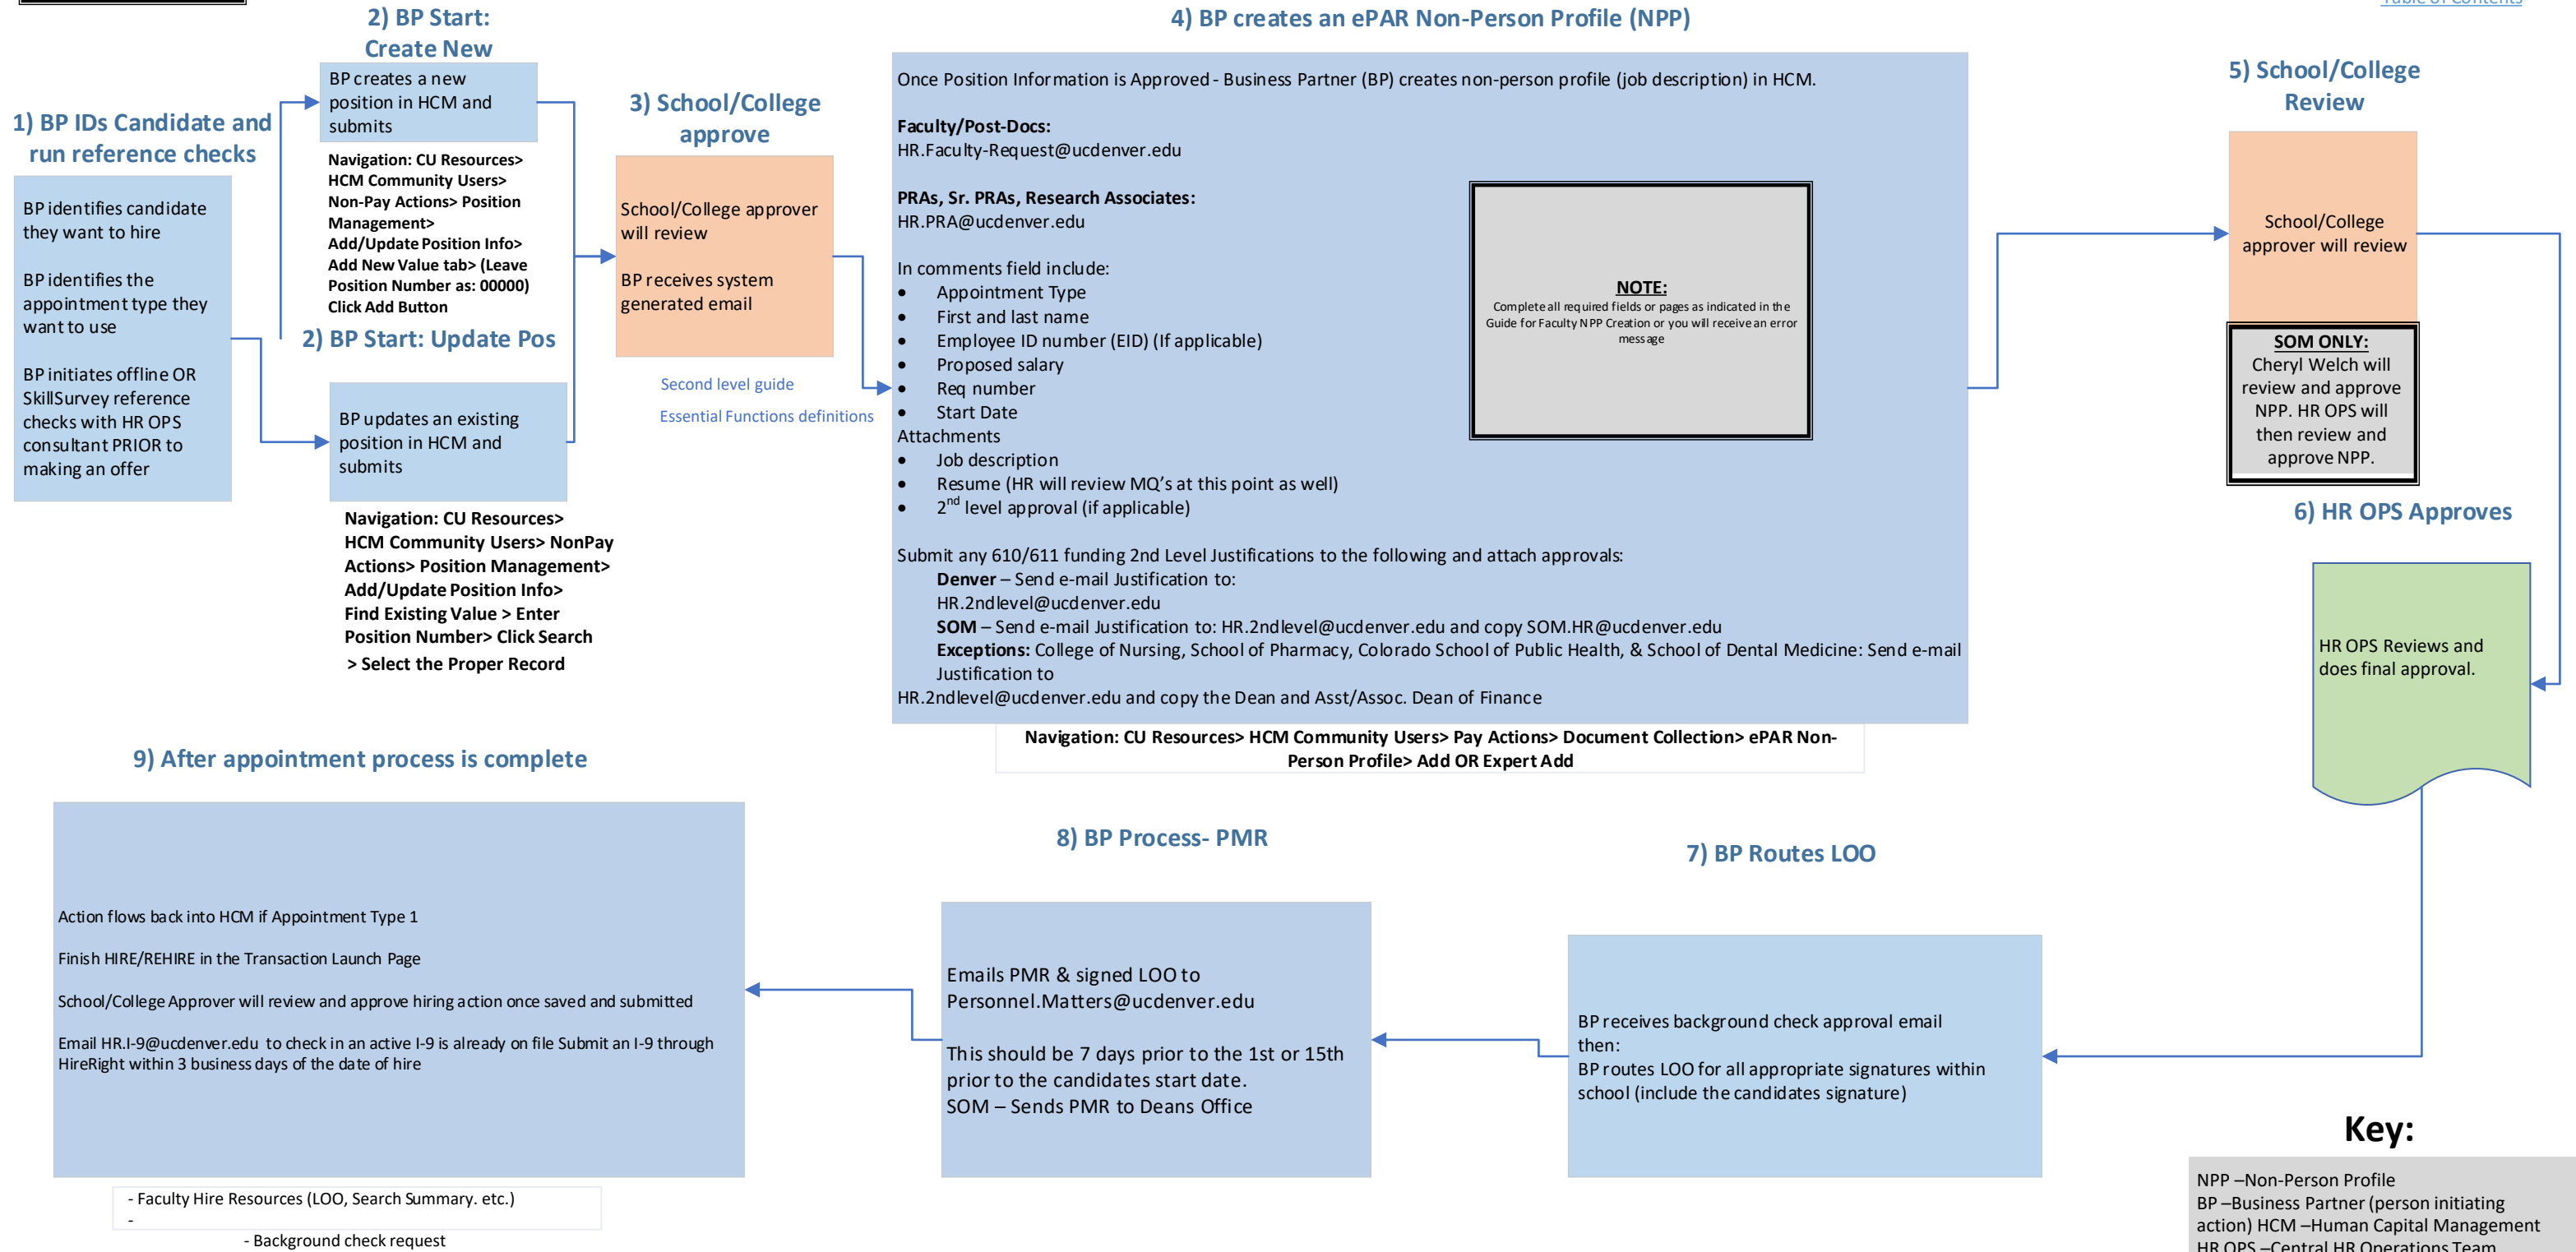 Table of Contents
1) BP IDs Candidate and
run reference checks
BP identifies candidate
they want to hire
BP identifies the
appointment type they
want to use
BP initiates offline OR
SkillSurvey reference
checks with HR OPS
consultant PRIOR to
making an offer
2) BP Start:
Create New
BP creates a new
position in HCM and
submits
Navigation: CU Resources>
HCM Community Users>
Non-Pay Actions> Position
Management>
Add/Update Position Info>
Add New Value tab> (Leave
Position Number as: 00000)
Click Add Button
2) BP Start: Update Pos
BP updates an existing
position in HCM and
submits
Navigation: CU Resources>
HCM Community Users> NonPay
Actions> Position Management>
Add/Update Position Info>
Find Existing Value > Enter
Position Number> Click Search
> Select the Proper Record
3) School/College
approve
School/College approver
will review
BP receives system
generated email
Second level guide
Essential Functions definitions
4) BP creates an ePAR Non-Person Profile (NPP)
Once Position Information is Approved - Business Partner (BP) creates non-person profile (job description) in HCM.
Faculty/Post-Docs:
HR.Faculty-Request@ucdenver.edu
PRAs, Sr. PRAs, Research Associates:
HR.PRA@ucdenver.edu
In comments field include:
• Appointment Type
• First and last name
• Employee ID number (EID) (If applicable)
• Proposed salary
• Req number
• Start Date
Attachments
• Job description
• Resume (HR will review MQ's at this point as well)
• 2nd level approval (if applicable)
Submit any 610/611 funding 2nd Level Justifications to the following and attach approvals:
Denver – Send e-mail Justification to:
HR.2ndlevel@ucdenver.edu
SOM – Send e-mail Justification to: HR.2ndlevel@ucdenver.edu and copy SOM.HR@ucdenver.edu
Exceptions: College of Nursing, School of Pharmacy, Colorado School of Public Health, & School of Dental Medicine: Send e-mail
Justification to
HR.2ndlevel@ucdenver.edu and copy the Dean and Asst/Assoc. Dean of Finance
NOTE:
Complete all required fields or pages as indicated in the
Guide for Faculty NPP Creation or you will receive an error
message
Navigation: CU Resources> HCM Community Users> Pay Actions> Document Collection> ePAR Non-
Person Profile> Add OR Expert Add
5) School/College
Review
School/College
approver will review
SOM ONLY:
Cheryl Welch will
review and approve
NPP. HR OPS will
then review and
approve NPP.
6) HR OPS Approves
HR OPS Reviews and
does final approval.
7) BP Routes LOO
BP receives background check approval email
then:
BP routes LOO for all appropriate signatures within
school (include the candidates signature)
8) BP Process- PMR
Emails PMR & signed LOO to
Personnel.Matters@ucdenver.edu
This should be 7 days prior to the 1st or 15th
prior to the candidates start date.
SOM – Sends PMR to Deans Office
9) After appointment process is complete
Action flows back into HCM if Appointment Type 1
Finish HIRE/REHIRE in the Transaction Launch Page
School/College Approver will review and approve hiring action once saved and submitted
Email HR.I-9@ucdenver.edu to check in an active I-9 is already on file Submit an I-9 through
HireRight within 3 business days of the date of hire
- Faculty Hire Resources (LOO, Search Summary. etc.)
-
- Background check request
Key:
NPP –Non-Person Profile
BP –Business Partner (person initiating
action) HCM –Human Capital Management
HR OPS –Central HR Operations Team